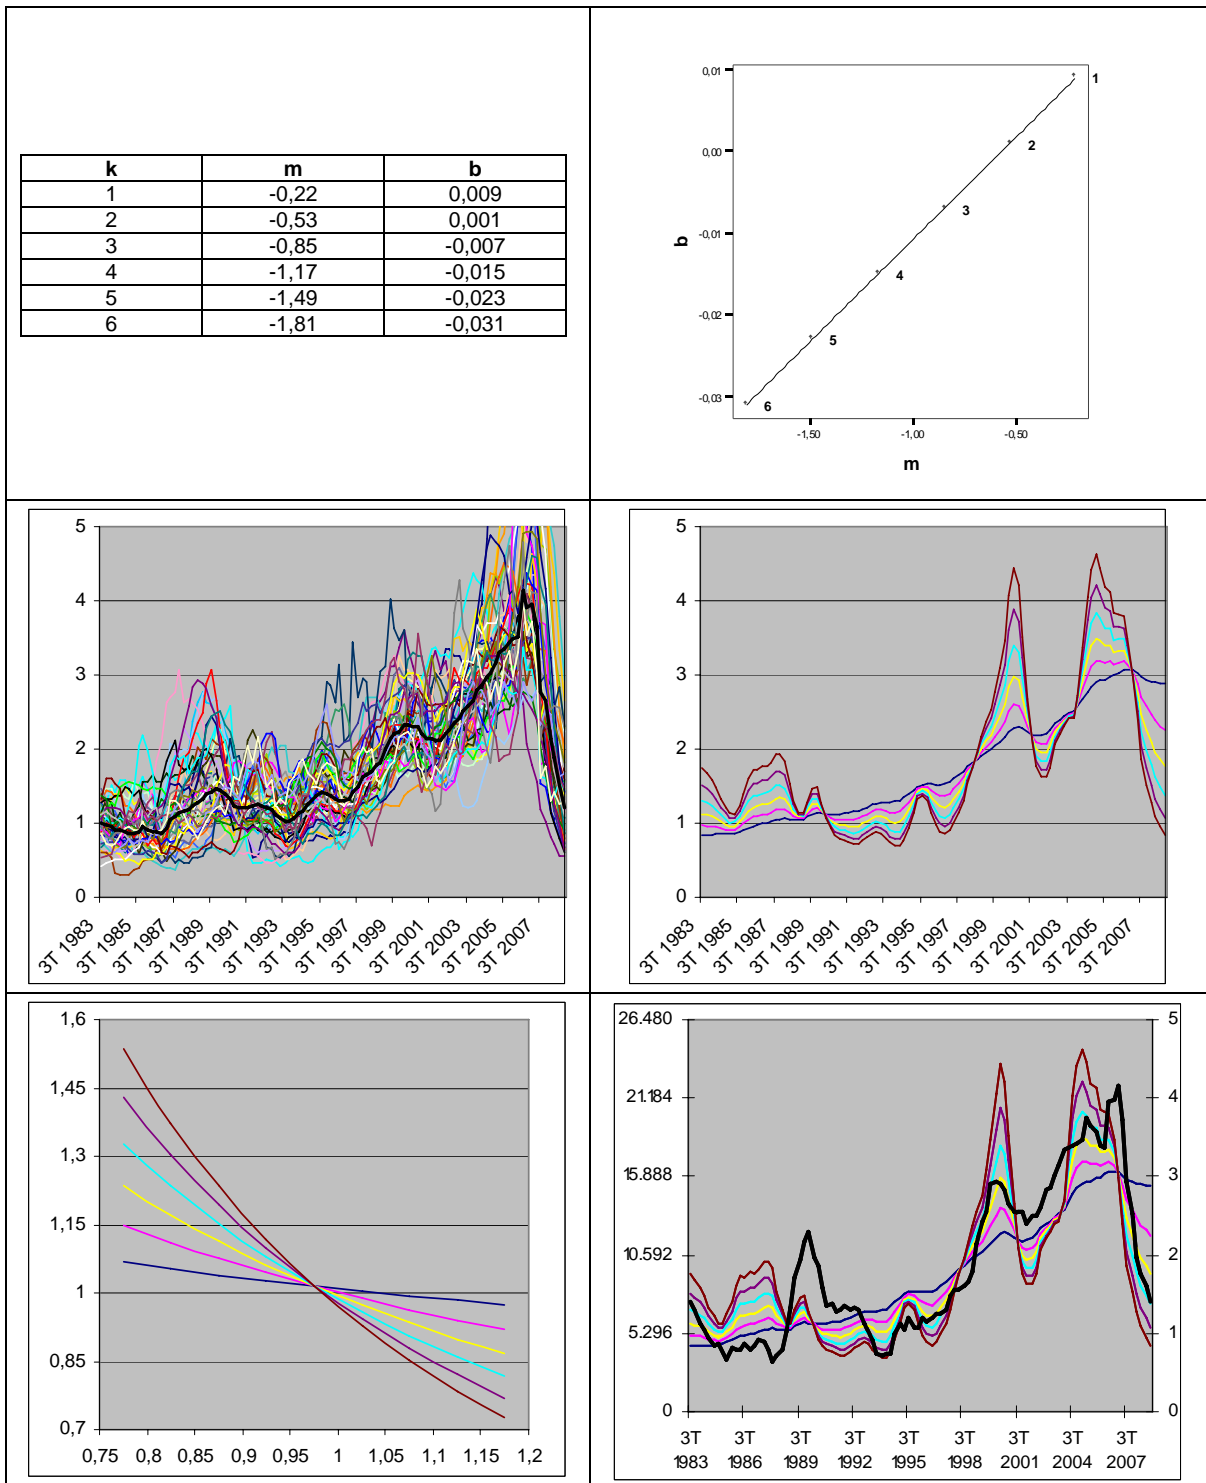 k m b
1 -0,22 0,009
2 -0,53 0,001
3 -0,85 -0,007
4 -1,17 -0,015
5 -1,49 -0,023
6 -1,81 -0,031
0,01
0,00
-0,01
-0,02
-0,03
b
1
2
3
4
5
6
-1,50 -1,00 -0,50
m
5
4
3
2
1
0
3T 1983
3T 1985
3T 1987
3T 1989
3T 1991
3T 1993
3T 1995
3T 1997
3T 1999
3T 2001
3T 2003
3T 2005
3T 2007
5
4
3
2
1
0
3T 1983
3T 1985
3T 1987
3T 1989
3T 1991
3T 1993
3T 1995
3T 1997
3T 1999
3T 2001
3T 2003
3T 2005
3T 2007
1,6
1,45
1,3
1,15
1
0,85
0,7
0,75 0,8 0,85 0,9 0,95 1 1,05 1,1 1,15 1,2
26.480
21.184
15.888
10.592
5.296
0
5
4
3
2
1
0
3T 3T 3T 3T 3T 3T 3T 3T 3T
1983 1986 1989 1992 1995 1998 2001 2004 2007